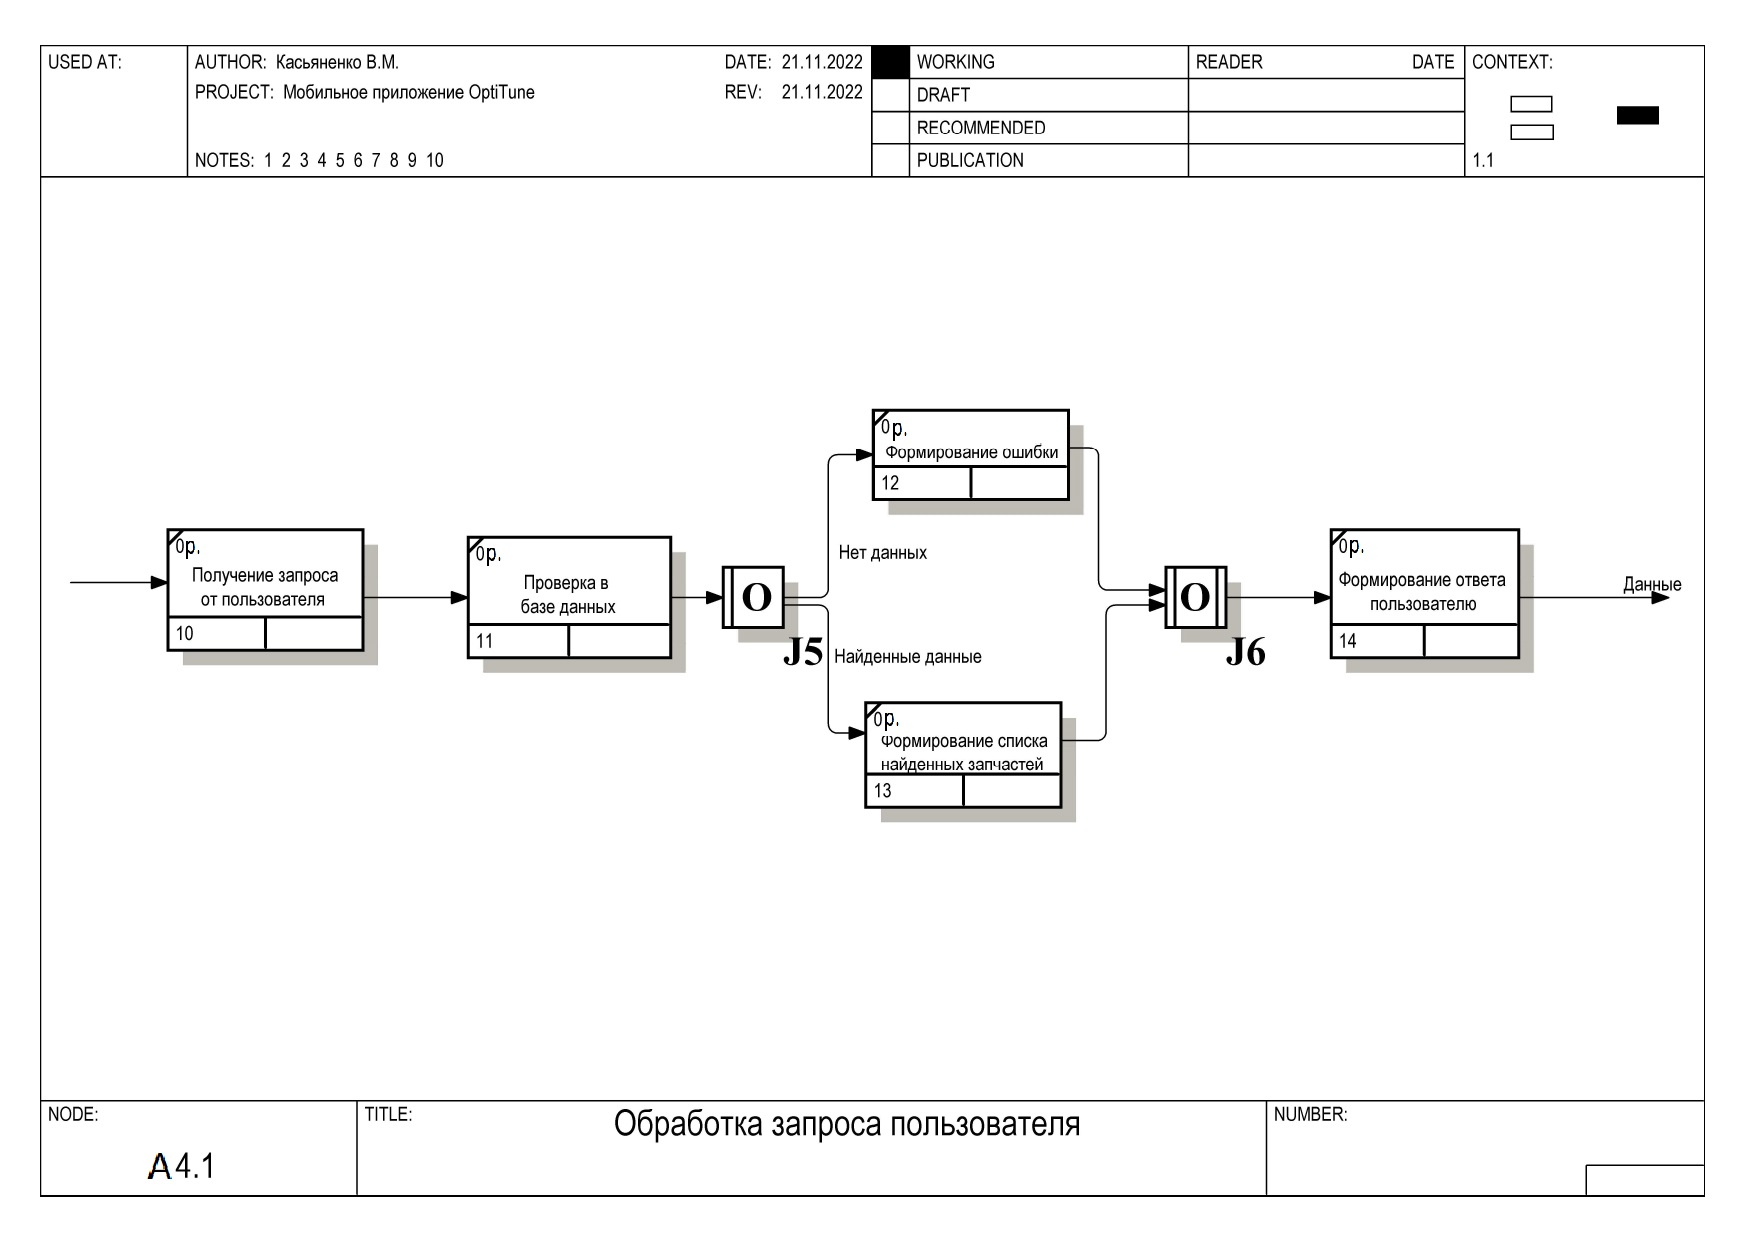 USED AT:
AUTHOR: Касьяненко В.М.
DATE: 21.11.2022
PROJECT: Мобильное приложение OptiTune
REV: 21.11.2022
NOTES: 1 2 3 4 5 6 7 8 9 10
WORKING
DRAFT
RECOMMENDED
PUBLICATION
READER
DATE
CONTEXT:
1.1
0р.
Получение запроса
от пользователя
10
0р.
Проверка в
базе данных
11
O
J5
Нет данных
Найденные данные
0р.
Формирование ошибки
12
0р.
Формирование списка
найденных запчастей
13
O
J6
0р.
Формирование ответа
пользователю
14
Данные
NODE:
A4.1
TITLE:
Обработка запроса пользователя
NUMBER: